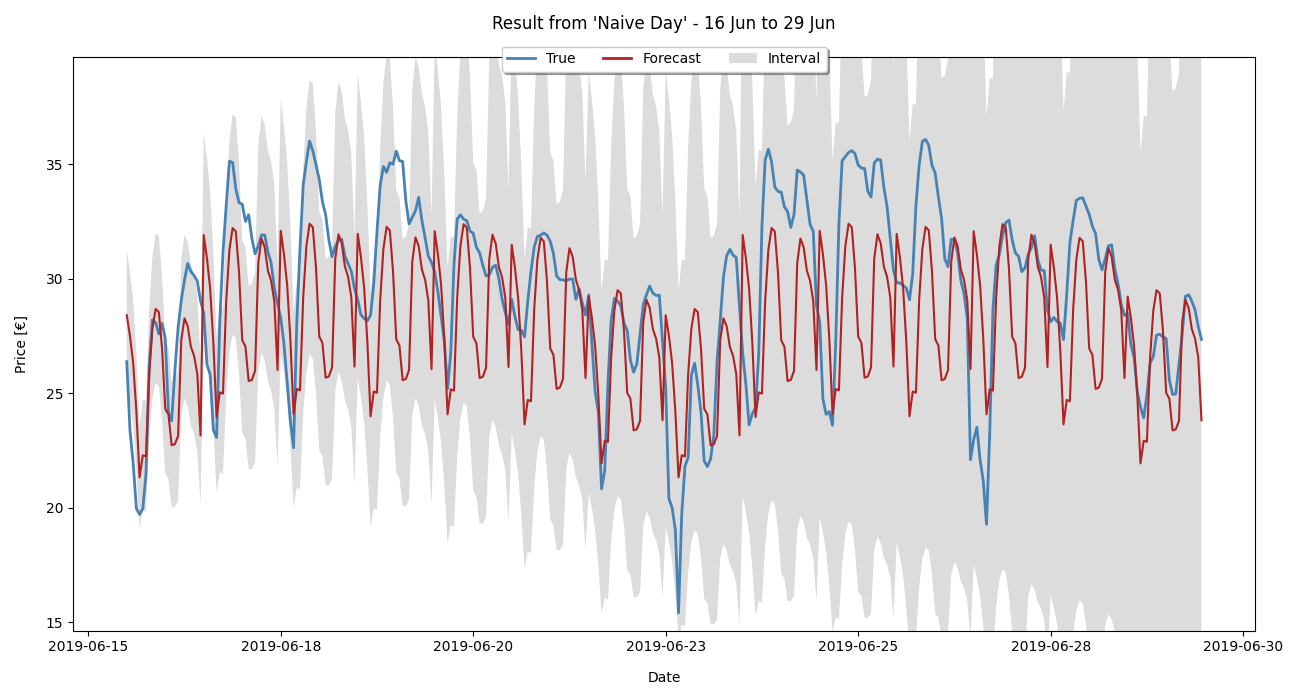 Result from 'Naive Day' - 16 Jun to 29 Jun
True
Forecast
Interval
Price [€]
35
30
25
20
15
2019-06-15
2019-06-18
2019-06-20
2019-06-23
2019-06-25
2019-06-28
2019-06-30
Date